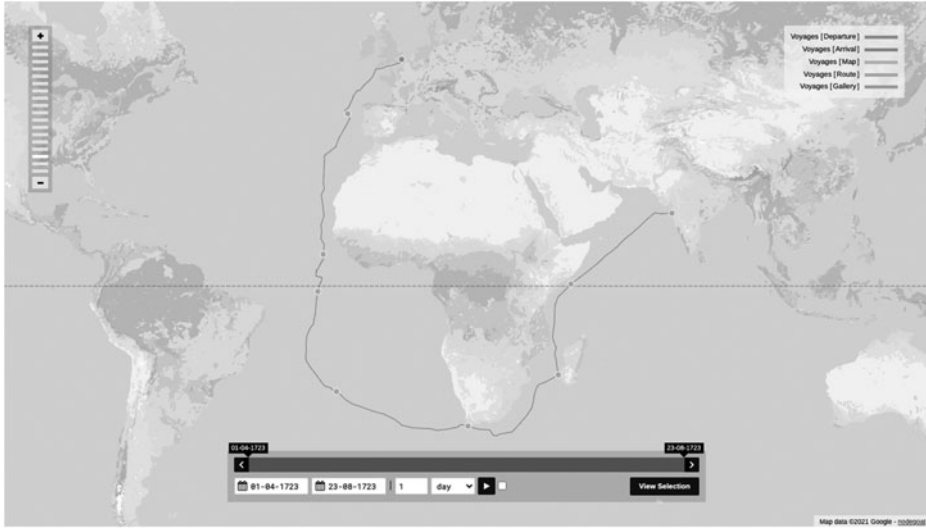 +
Voyages [Departure]
Voyages [Arrival]
Voyages [Map]
Voyages [Route]
Voyages [Gallery]
-
01-04-1723
23-08-1723
01-04-1723 23-08-1723 1 day View Selection
Map data ©2021 Google - nodegoat